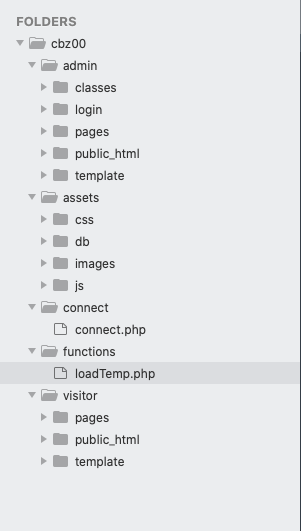 FOLDERS
cbz00
admin
classes
login
pages
public_html
template
assets
css
db
images
js
connect
connect.php
functions
loadTemp.php
visitor
pages
public_html
template